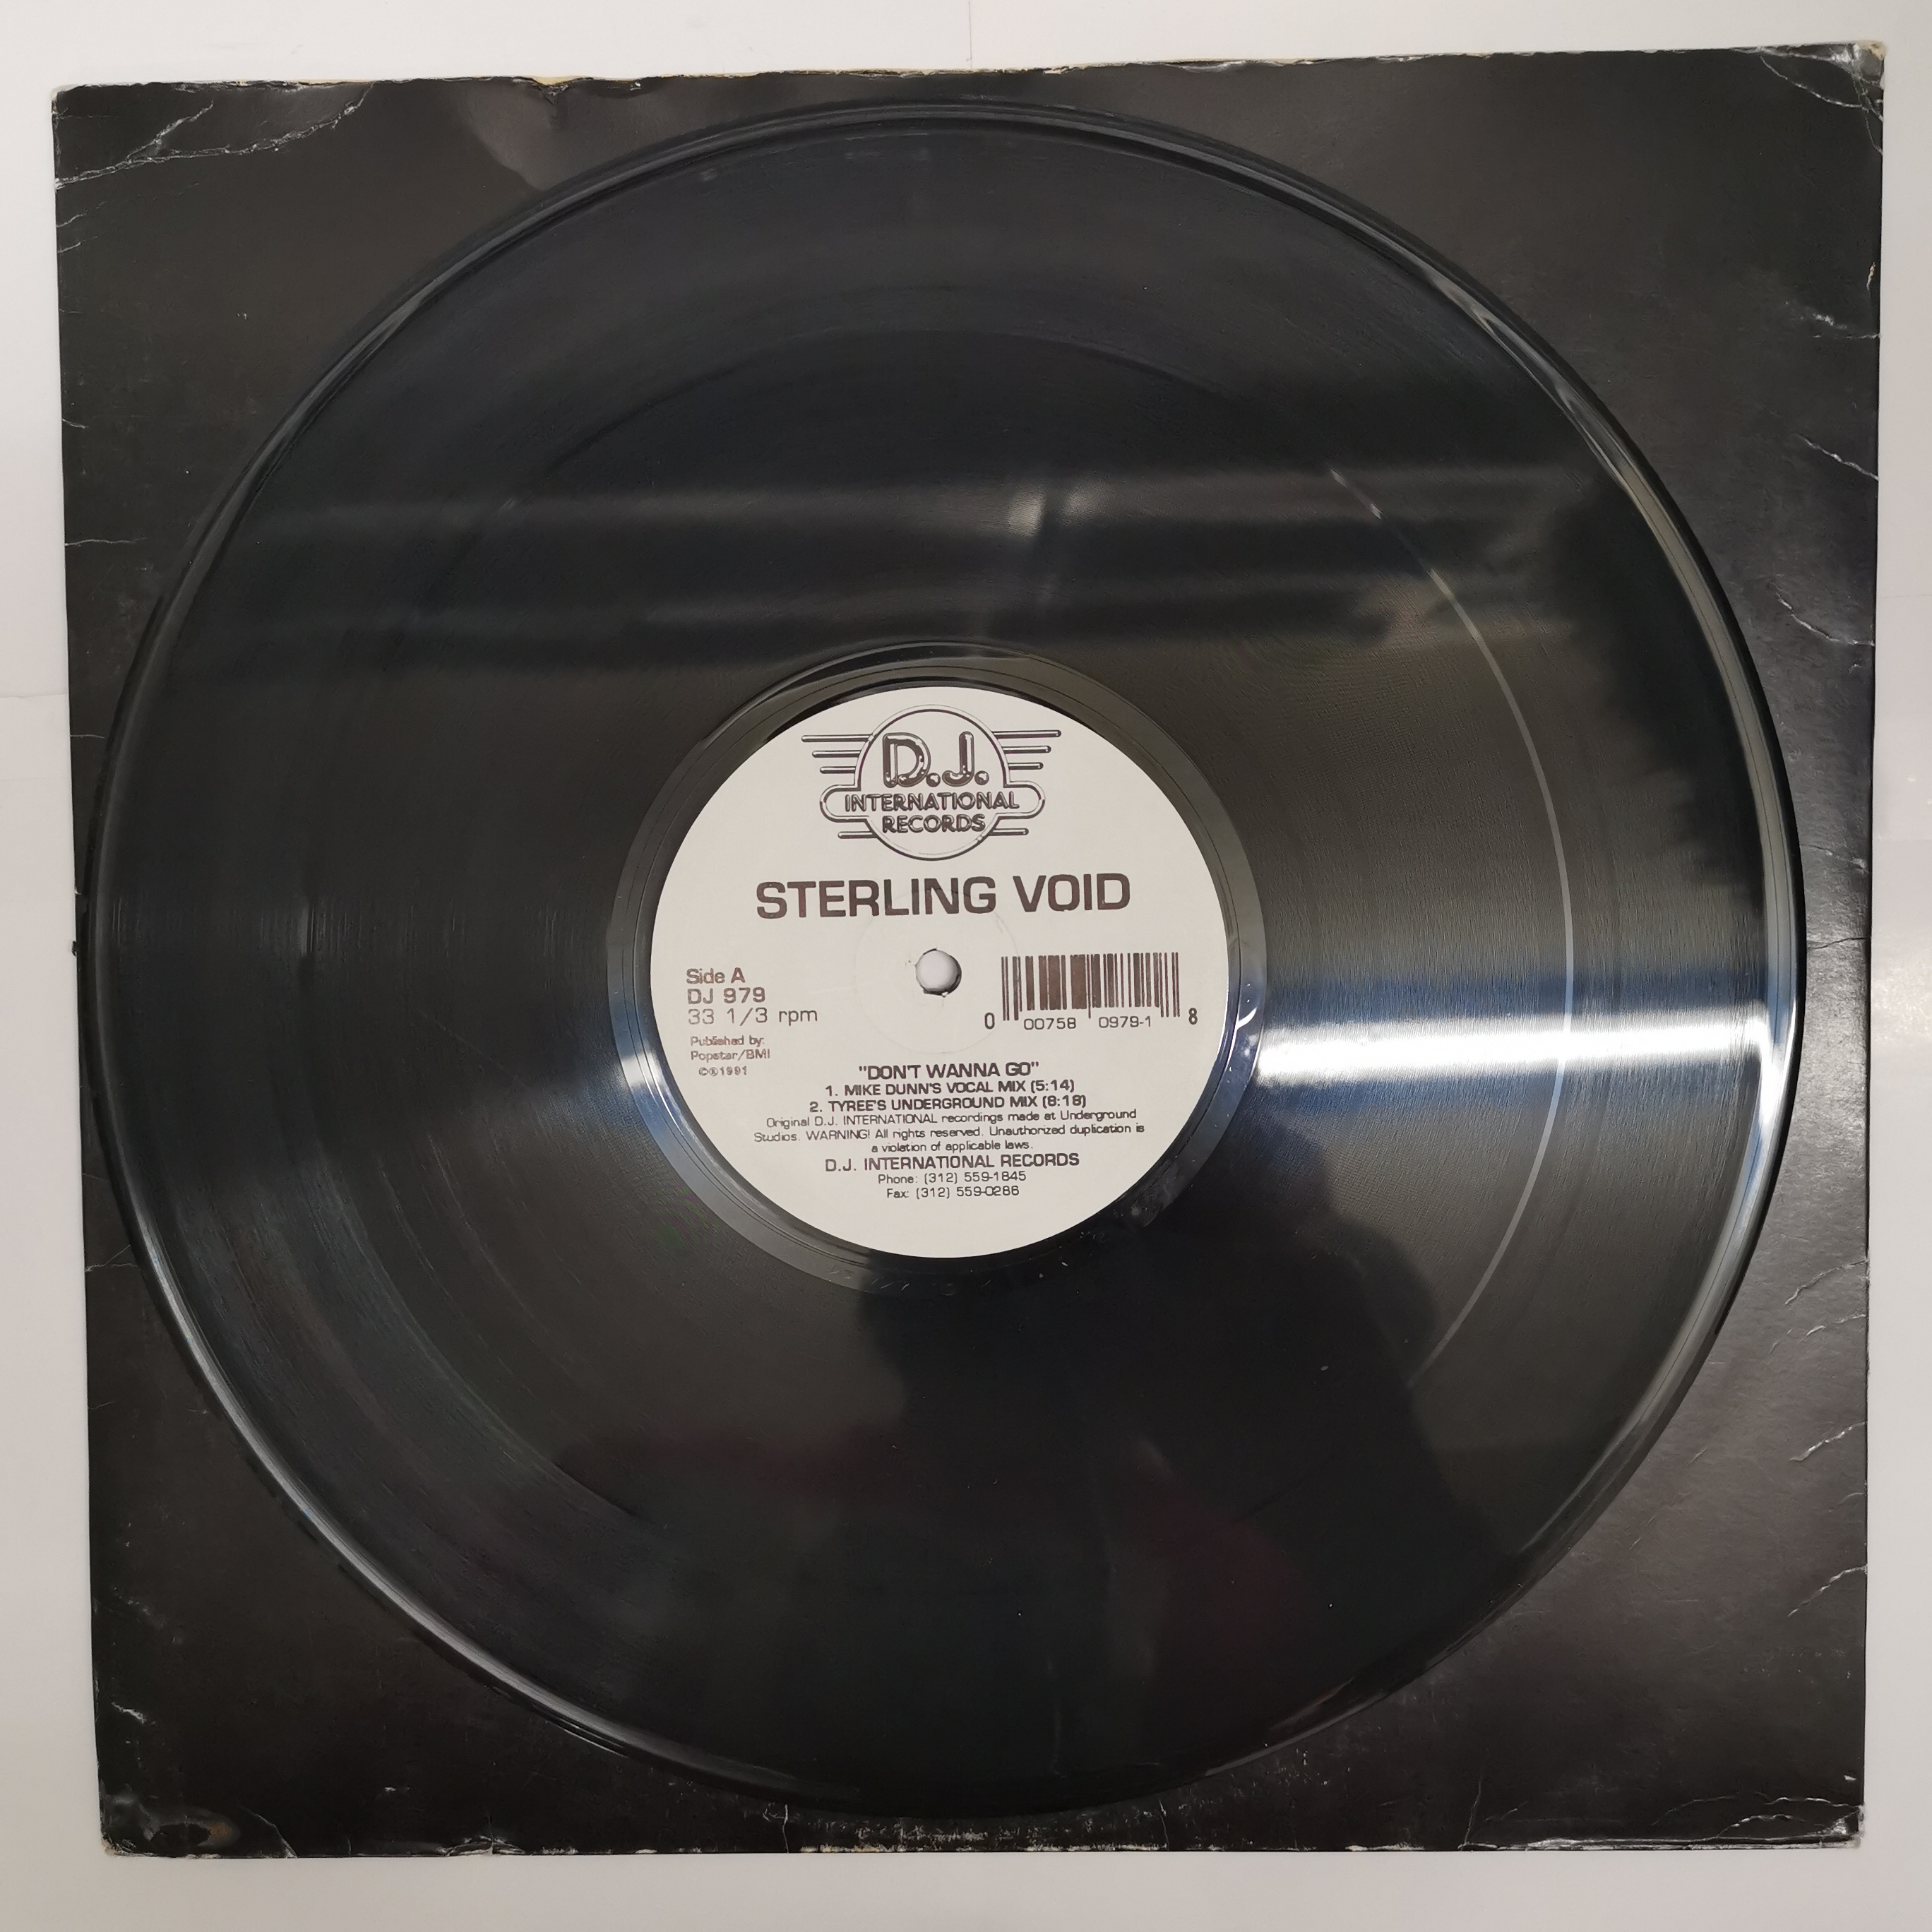 D.J.
INTERNATIONAL
RECORDS
STERLING VOID
Side A
DJ 979
33 1/3 rpm
Published by:
Popstar/BMI
©℗1991
0 00758 0979-1 8
"DON'T WANNA GO"
1. MIKE DUNN'S VOCAL MIX (5:14)
2. TYREE'S UNDERGROUND MIX (8:18)
Original D.J. INTERNATIONAL recordings made at Underground
Studios. WARNING! All rights reserved. Unauthorized duplication is
a violation of applicable laws.
D.J. INTERNATIONAL RECORDS
Phone: (312) 559-1845
Fax: (312) 559-0286